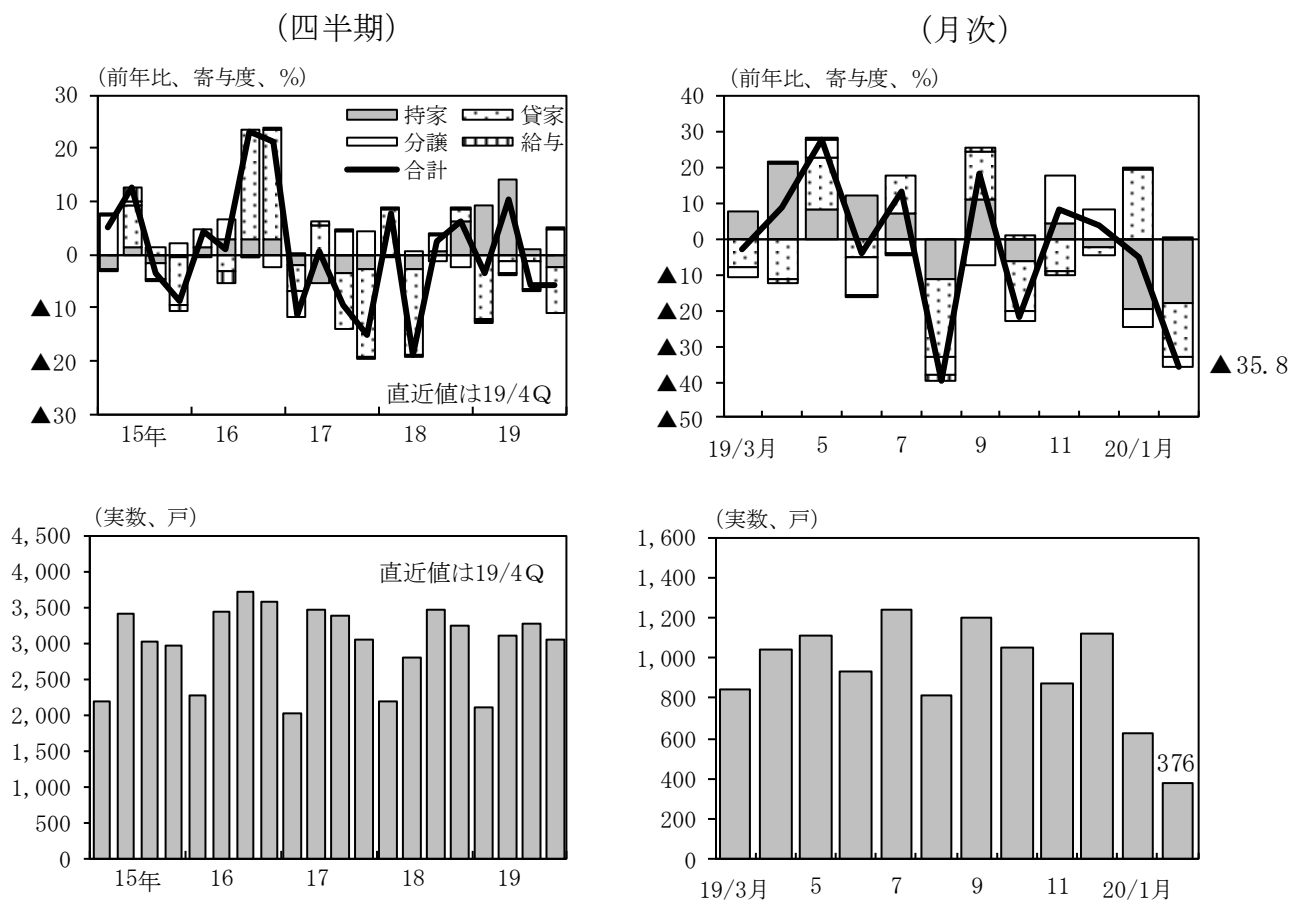 (四半期)
(前年比、寄与度、%)
30
20
10
0
▲10
▲20
▲30
持家
貸家
分譲
給与
合計
直近値は19/4Q
15年
16
17
18
19
(月次)
(前年比、寄与度、%)
40
30
20
10
0
▲10
▲20
▲30
▲40
▲50
▲35.8
19/3月
5
7
9
11
20/1月
(実数、戸)
4,500
4,000
3,500
3,000
2,500
2,000
1,500
1,000
500
0
直近値は19/4Q
15年
16
17
18
19
(実数、戸)
1,600
1,400
1,200
1,000
800
600
400
200
0
376
19/3月
5
7
9
11
20/1月